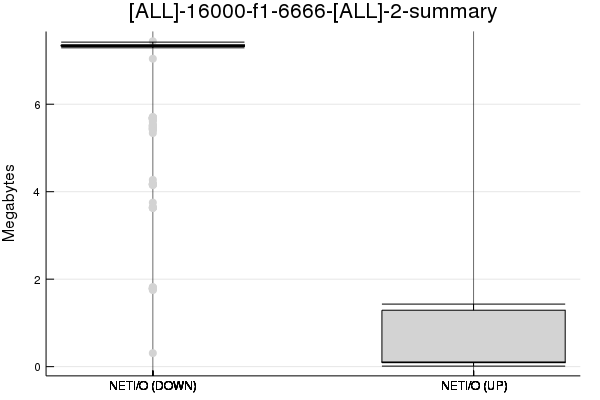 [ALL]-16000-f1-6666-[ALL]-2-summary
Megabytes
6
4
2
0
NETI/O (DOWN)
NETI/O (UP)